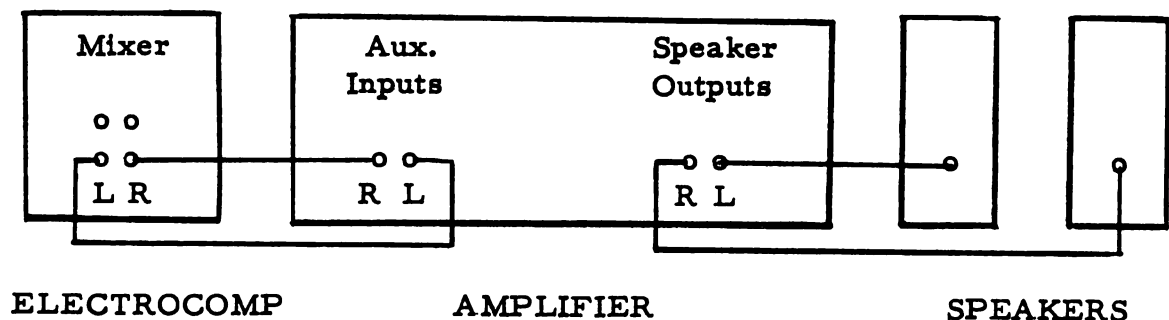 Mixer
Aux.
Inputs
Speaker
Outputs
L R
R L
R L
ELECTROCOMP
AMPLIFIER
SPEAKERS